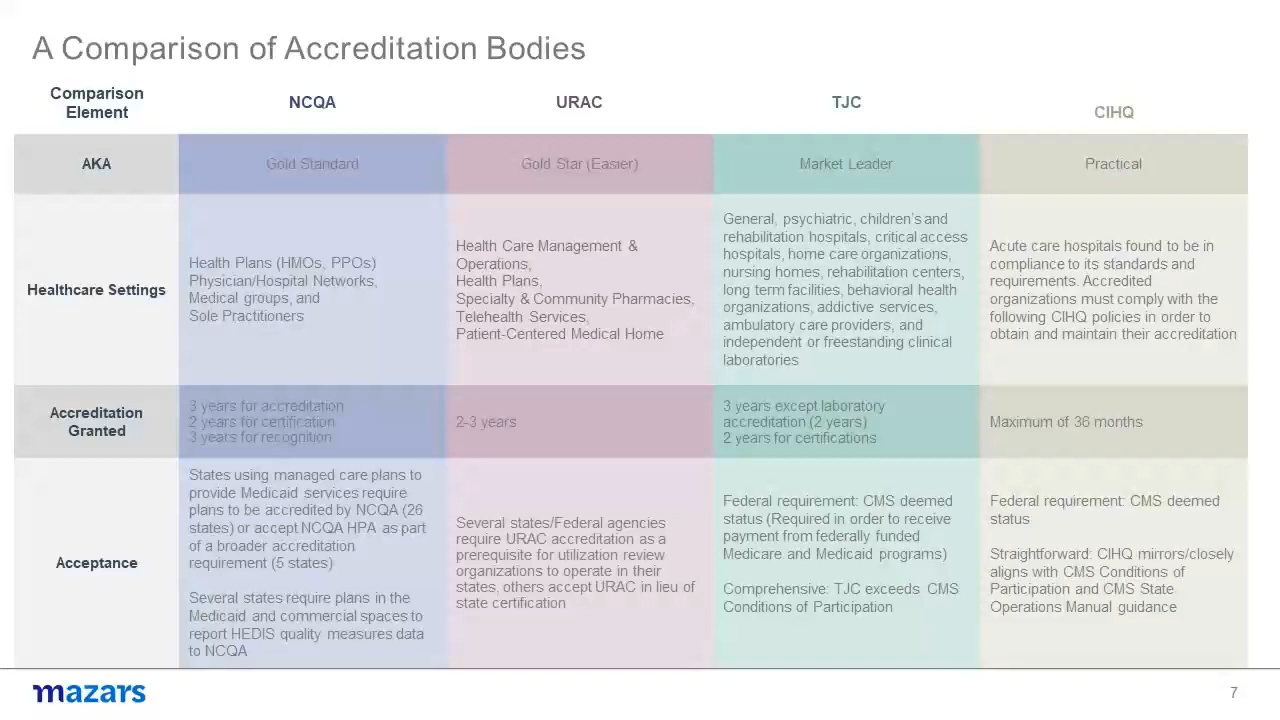 A Comparison of Accreditation Bodies
Comparison
Element
NCQA
URAC
TJC
CIHQ
AKA
Gold Standard
Gold Star (Easier)
Market Leader
Practical
Healthcare Settings
Health Plans (HMOs, PPOs)
Physician/Hospital Networks,
Medical groups, and
Sole Practitioners
Health Care Management &
Operations,
Health Plans,
Specialty & Community Pharmacies,
Telehealth Services,
Patient-Centered Medical Home
General, psychiatric, children's and
rehabilitation hospitals, critical access
hospitals, home care organizations,
nursing homes, rehabilitation centers,
long term facilities, behavioral health
organizations, addictive services,
ambulatory care providers, and
independent or freestanding clinical
laboratories
Acute care hospitals found to be in
compliance to its standards and
requirements. Accredited
organizations must comply with the
following CIHQ policies in order to
obtain and maintain their accreditation
Accreditation
Granted
3 years for accreditation
2 years for certification
3 years for recognition
2-3 years
3 years except laboratory
accreditation (2 years)
2 years for certifications
Maximum of 36 months
Acceptance
States using managed care plans to
provide Medicaid services require
plans to be accredited by NCQA (26
states) or accept NCQA HPA as part
of a broader accreditation
requirement (5 states)
Several states require plans in the
Medicaid and commercial spaces to
report HEDIS quality measures data
to NCQA
Several states/Federal agencies
require URAC accreditation as a
prerequisite for utilization review
organizations to operate in their
states, others accept URAC in lieu of
state certification
Federal requirement: CMS deemed
status (Required in order to receive
payment from federally funded
Medicare and Medicaid programs)
Comprehensive: TJC exceeds CMS
Conditions of Participation
Federal requirement: CMS deemed
status
Straightforward: CIHQ mirrors/closely
aligns with CMS Conditions of
Participation and CMS State
Operations Manual guidance
mazars
7